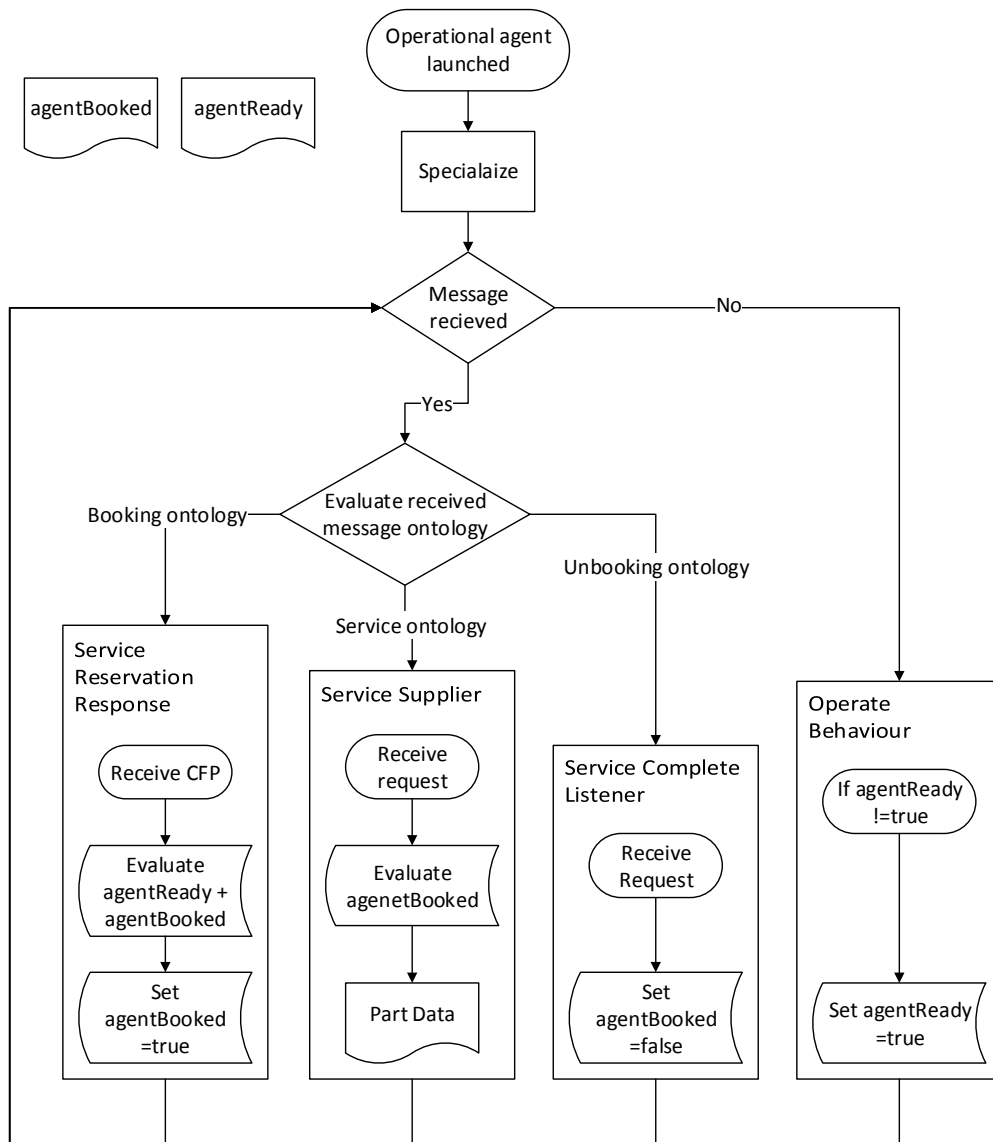 Operational agent
launched
agentBooked
agentReady
Specialaize
Message
recieved
No
Yes
Evaluate received
message ontology
Booking ontology
Unbooking ontology
Service ontology
Service
Reservation
Response
Receive CFP
Evaluate
agentReady +
agentBooked
Set
agentBooked
=true
Service Supplier
Receive
request
Evaluate
agenetBooked
Part Data
Service Complete
Listener
Receive
Request
Set
agentBooked
=false
Operate
Behaviour
If agentReady
!=true
Set agentReady
=true